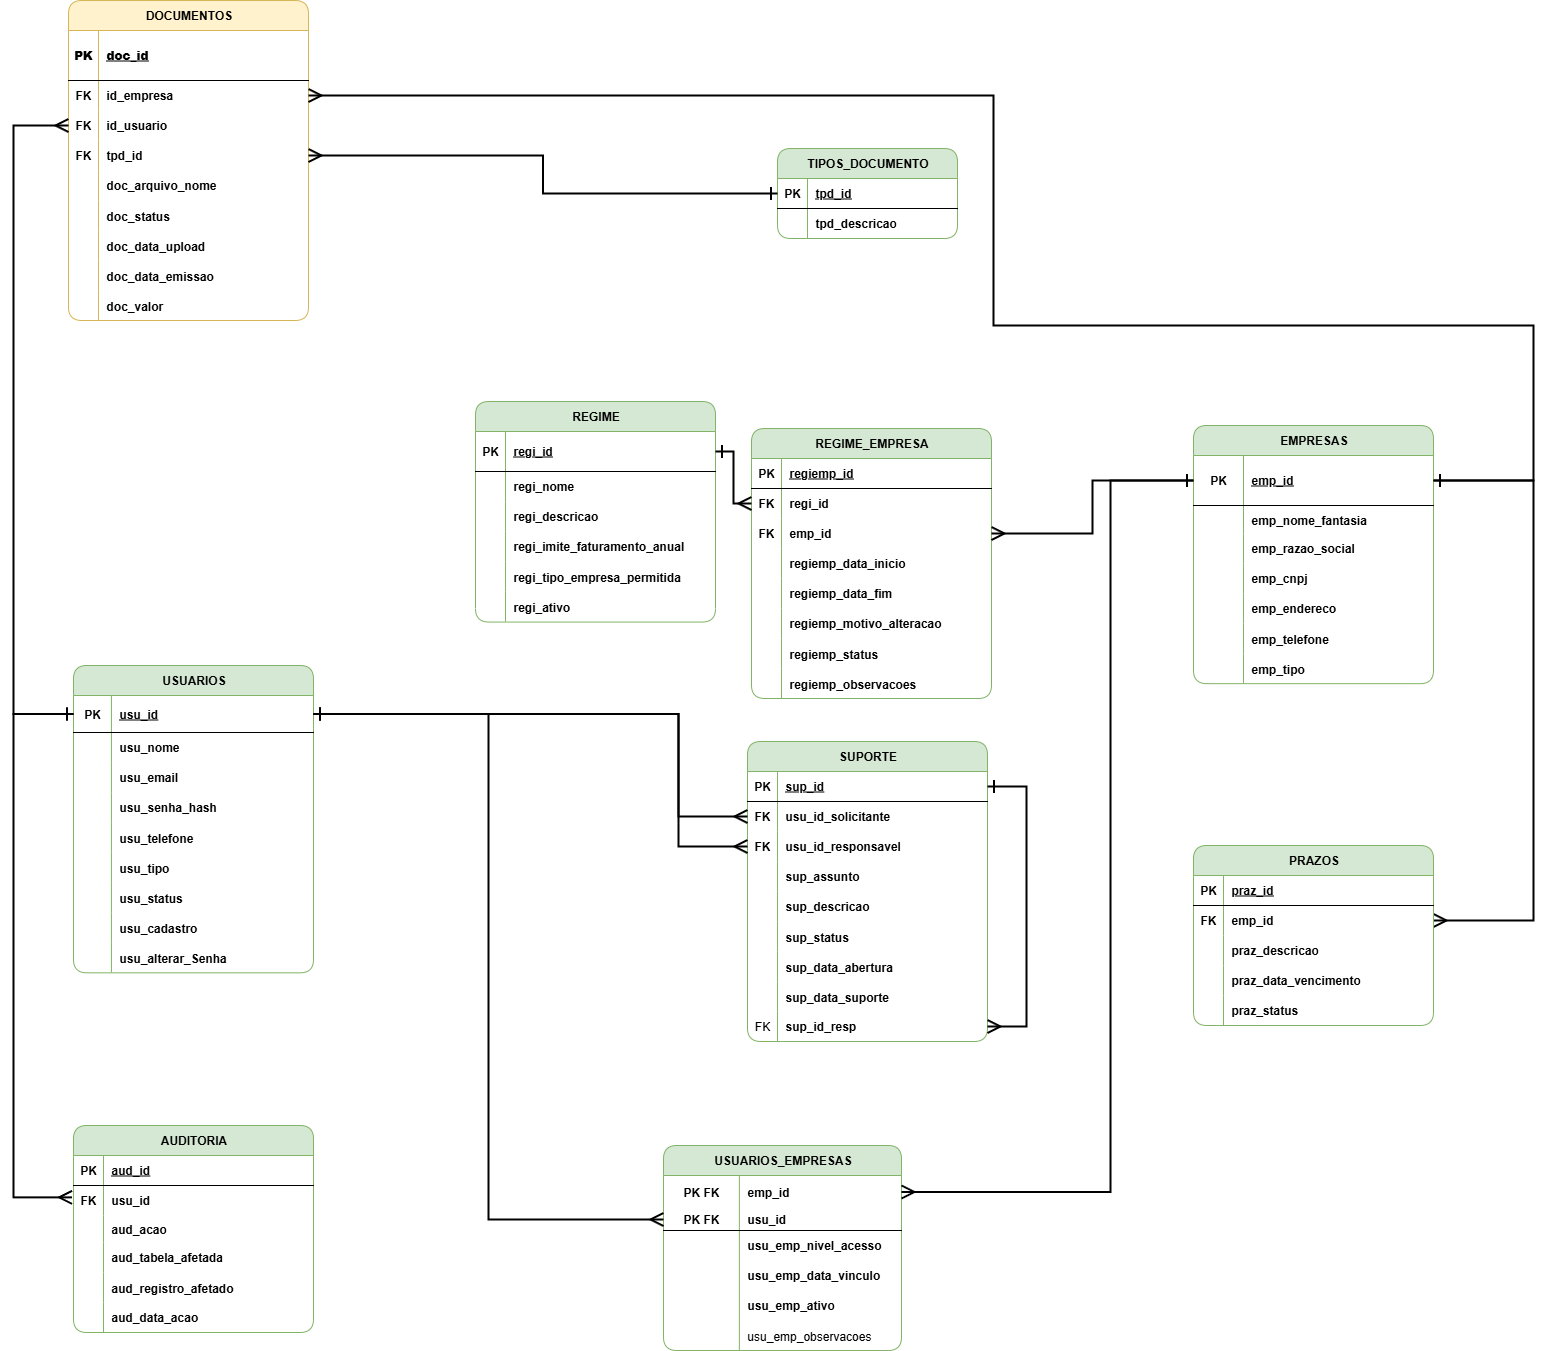 DOCUMENTOS
PK doc_id
FK id_empresa
FK id_usuario
FK tpd_id
doc_arquivo_nome
doc_status
doc_data_upload
doc_data_emissao
doc_valor
TIPOS_DOCUMENTO
PK tpd_id
tpd_descricao
REGIME
PK regi_id
regi_nome
regi_descricao
regi_imite_faturamento_anual
regi_tipo_empresa_permitida
regi_ativo
REGIME_EMPRESA
PK regiemp_id
FK regi_id
FK emp_id
regiemp_data_inicio
regiemp_data_fim
regiemp_motivo_alteracao
regiemp_status
regiemp_observacoes
EMPRESAS
PK emp_id
emp_nome_fantasia
emp_razao_social
emp_cnpj
emp_endereco
emp_telefone
emp_tipo
USUARIOS
PK usu_id
usu_nome
usu_email
usu_senha_hash
usu_telefone
usu_tipo
usu_status
usu_cadastro
usu_alterar_Senha
SUPORTE
PK sup_id
FK usu_id_solicitante
FK usu_id_responsavel
sup_assunto
sup_descricao
sup_status
sup_data_abertura
sup_data_suporte
FK sup_id_resp
PRAZOS
PK praz_id
FK emp_id
praz_descricao
praz_data_vencimento
praz_status
AUDITORIA
PK aud_id
FK usu_id
aud_acao
aud_tabela_afetada
aud_registro_afetado
aud_data_acao
USUARIOS_EMPRESAS
PK FK emp_id
PK FK usu_id
usu_emp_nivel_acesso
usu_emp_data_vinculo
usu_emp_ativo
usu_emp_observacoes